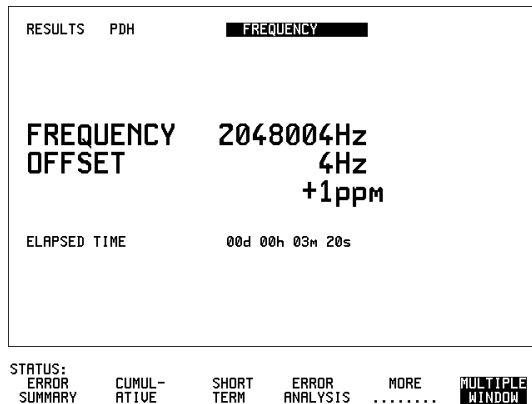 RESULTS PDH FREQUENCY
FREQUENCY 2048004Hz
OFFSET 4Hz
+1ppm
ELAPSED TIME 00d 00h 03m 20s
STATUS:
ERROR CUMUL- SHORT ERROR MORE MULTIPLE
SUMMARY ATIVE TERM ANALYSIS ........ WINDOW